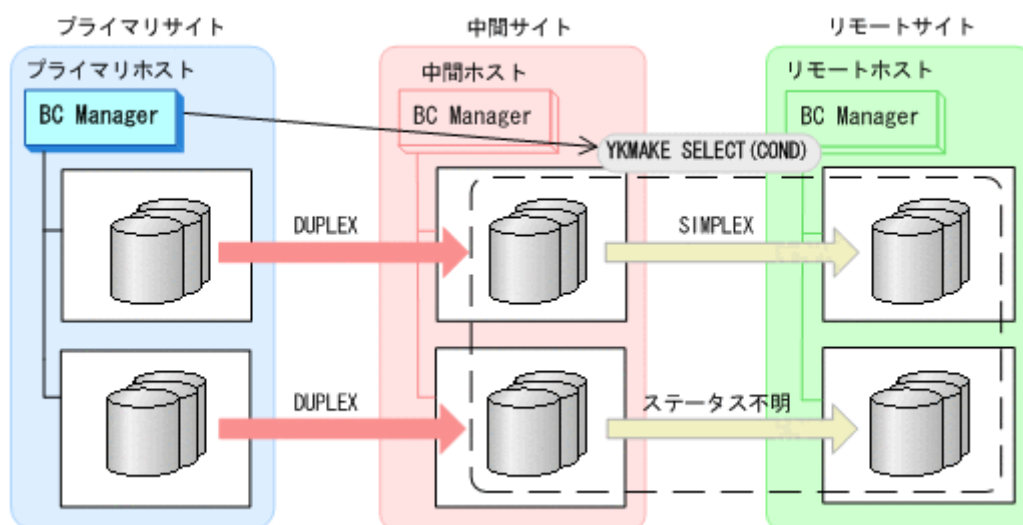 プライマリサイト
中間サイト
リモートサイト
プライマリホスト
中間ホスト
リモートホスト
BC Manager
BC Manager
BC Manager
YKMAKE SELECT(COND)
DUPLEX
SIMPLEX
DUPLEX
ステータス不明